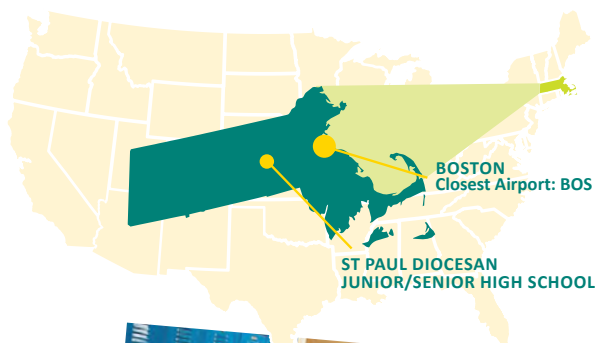 BOSTON
Closest Airport: BOS
ST PAUL DIOCESAN
JUNIOR/SENIOR HIGH SCHOOL